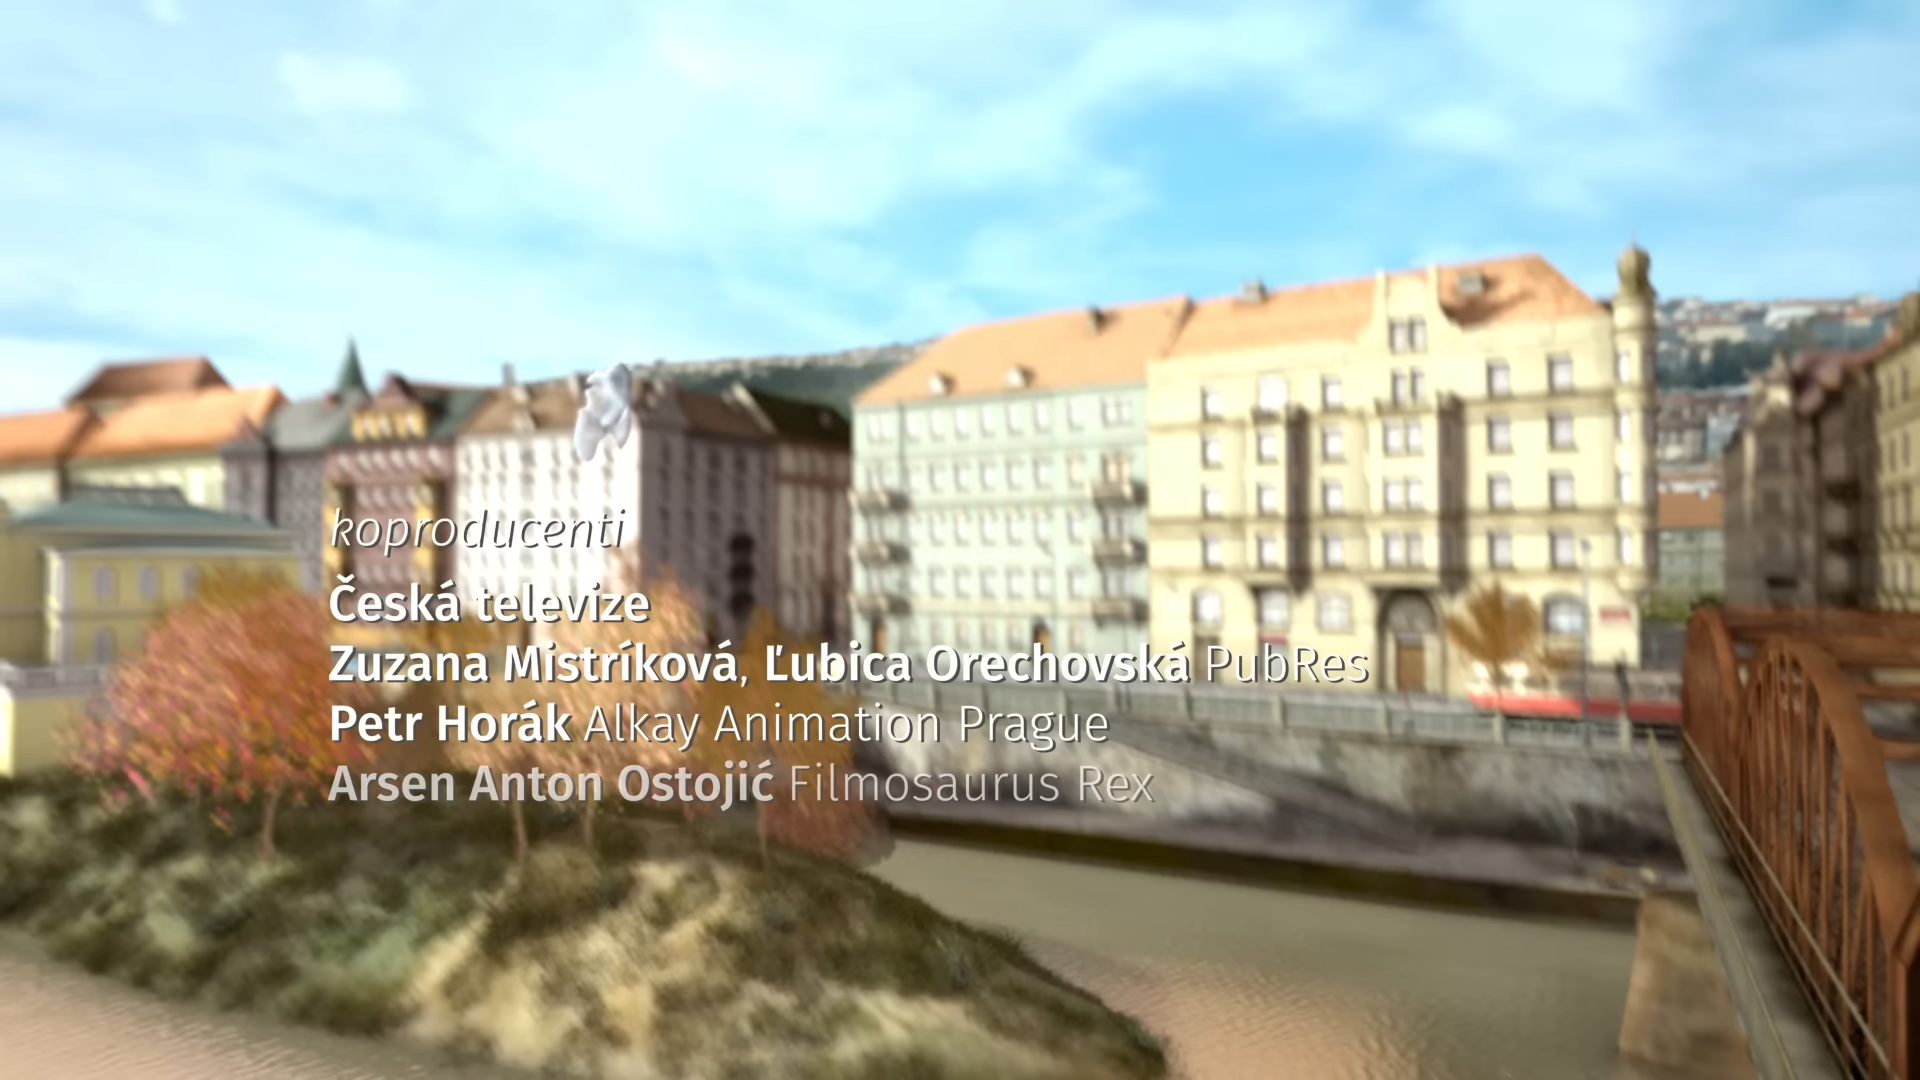 koproducenti
Česká televize
Zuzana Mistríková, Ľubica Orechovská PubRes
Petr Horák Alkay Animation Prague
Arsen Anton Ostojić Filmosaurus Rex